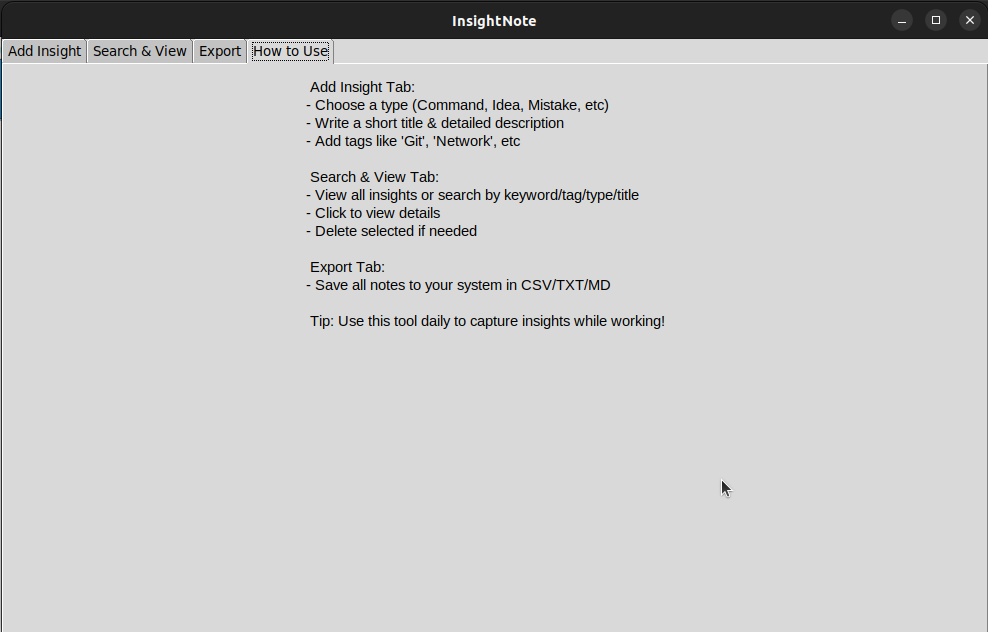 InsightNote
Add Insight Search & View Export How to Use
Add Insight Tab:
- Choose a type (Command, Idea, Mistake, etc)
- Write a short title & detailed description
- Add tags like 'Git', 'Network', etc
Search & View Tab:
- View all insights or search by keyword/tag/type/title
- Click to view details
- Delete selected if needed
Export Tab:
- Save all notes to your system in CSV/TXT/MD
Tip: Use this tool daily to capture insights while working!